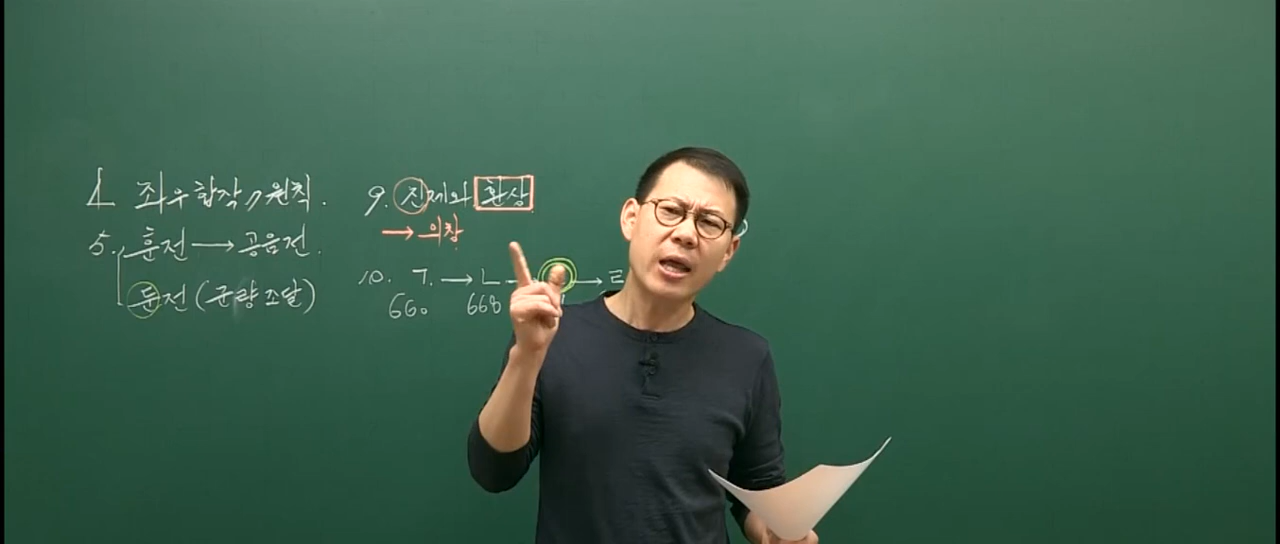 4. 좌우합작 7원칙.
5. 훈전 → 공음전.
둔전 (군량 조달)
9. 진제와 환상
→ 의창
10. ㄱ. → ㄴ → ㅌ
660 668